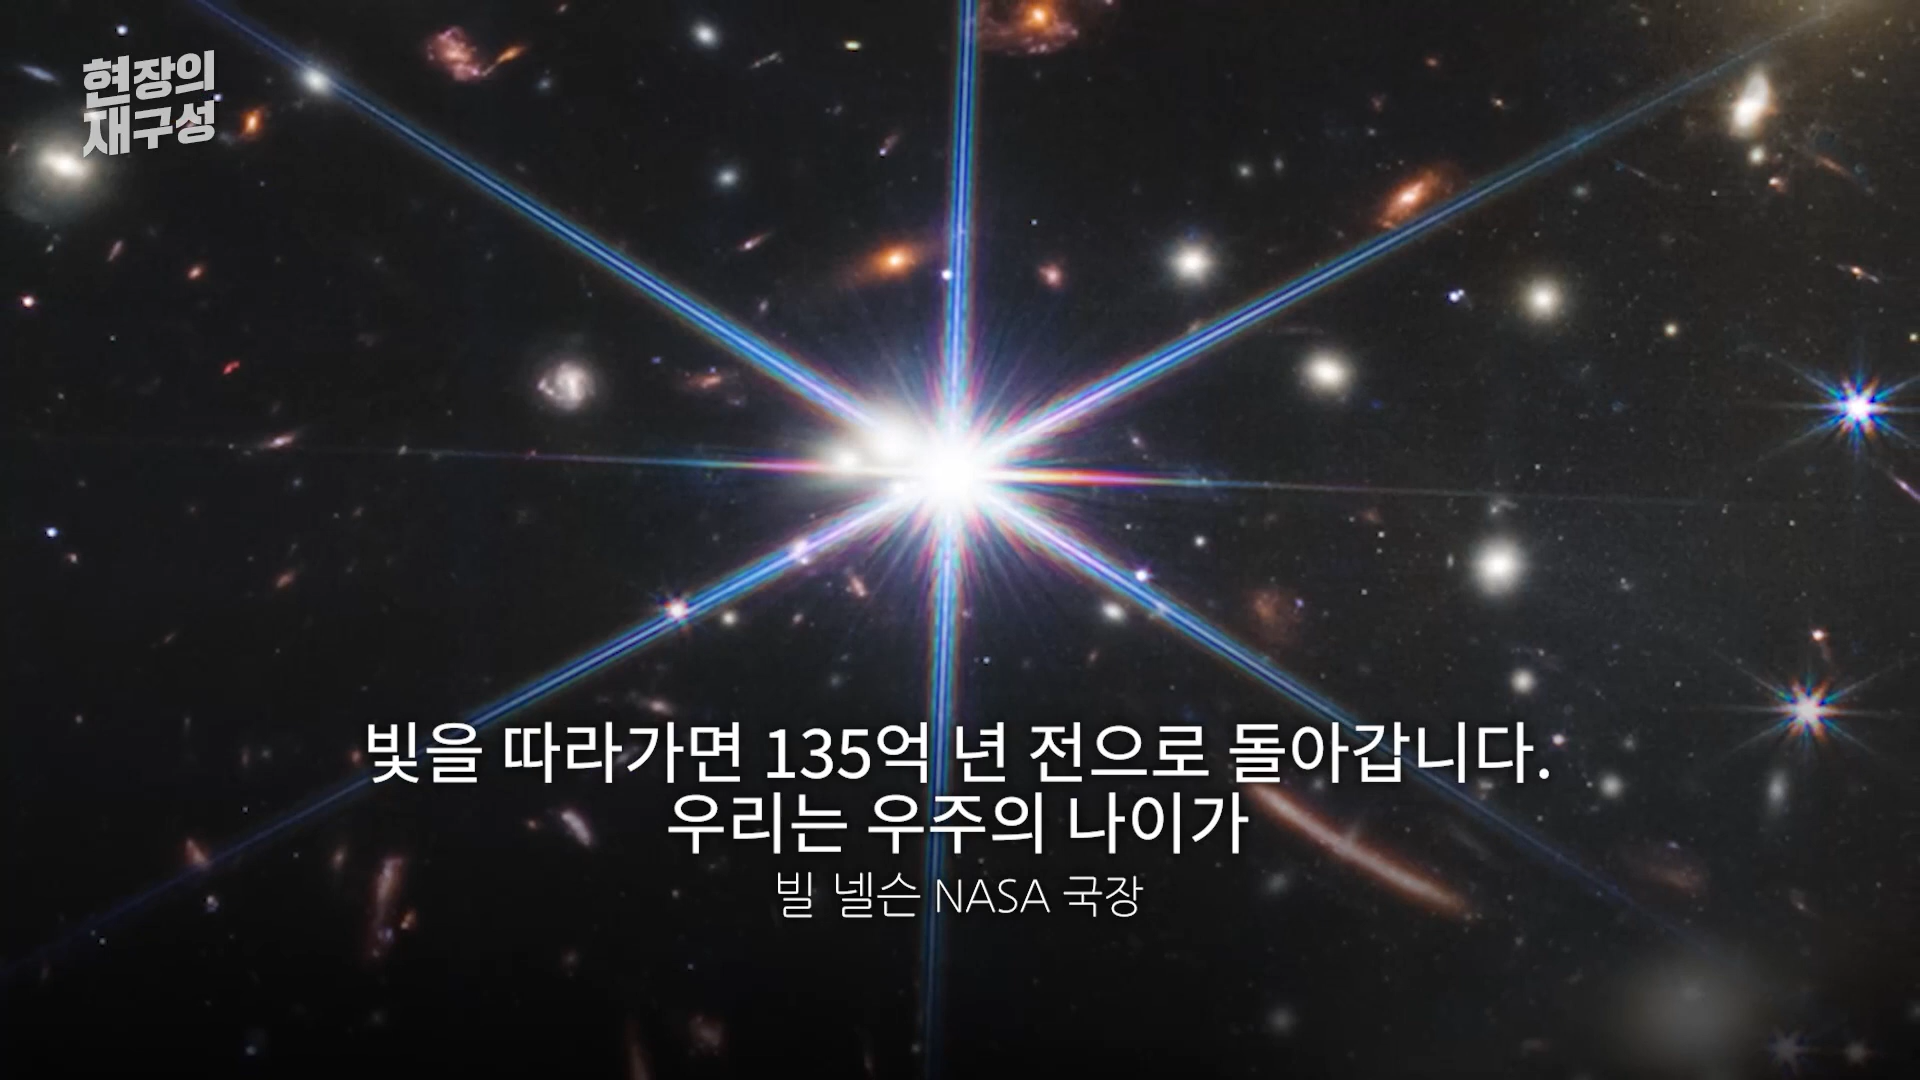 현장의
재구성
빛을 따라가면 135억 년 전으로 돌아갑니다.
우리는 우주의 나이가
빌 넬슨 NASA 국장